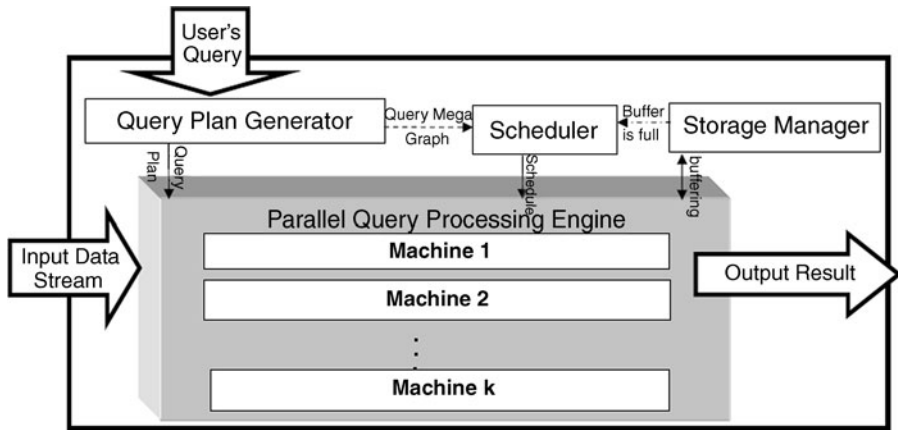 User's
Query
Query Plan Generator
Query Mega
Graph
Scheduler
Buffer
is full
Storage Manager
Query
Plan
Schedule
buffering
Parallel Query Processing Engine
Input Data
Stream
Machine 1
Machine 2
Machine k
Output Result